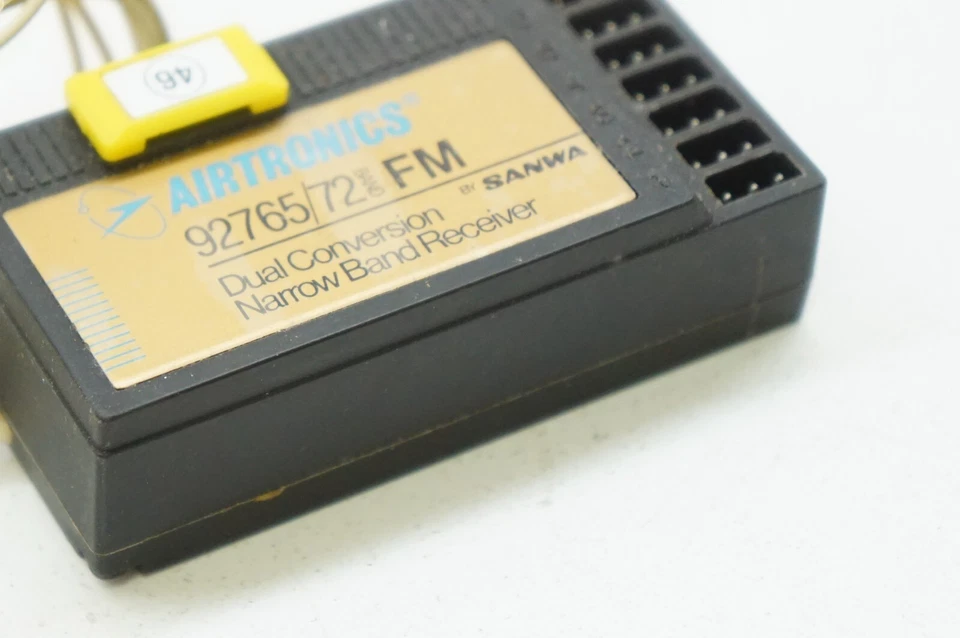 46
AIRTRONICS®
92765/72 FM
BY SANWA
Dual Conversion
Narrow Band Receiver